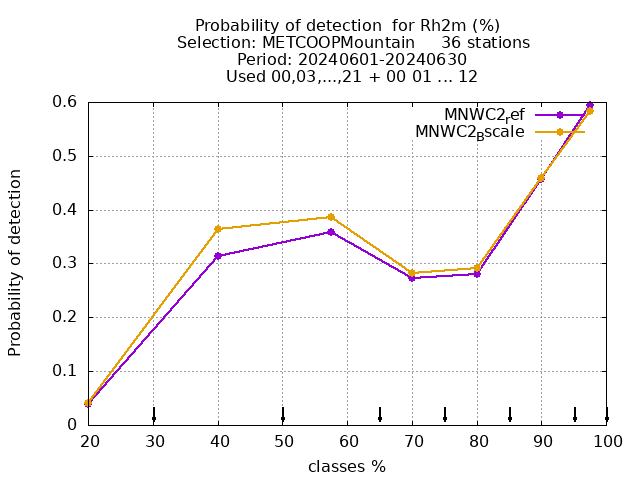 Probability of detection  for Rh2m (%)
Selection: METCOOPMountain     36 stations
Period: 20240601-20240630
Used 00,03,...,21 + 00 01 ... 12
MNWC2ref
MNWC2Bscale
Probability of detection
0.6
0.5
0.4
0.3
0.2
0.1
0
20 30 40 50 60 70 80 90 100
classes %